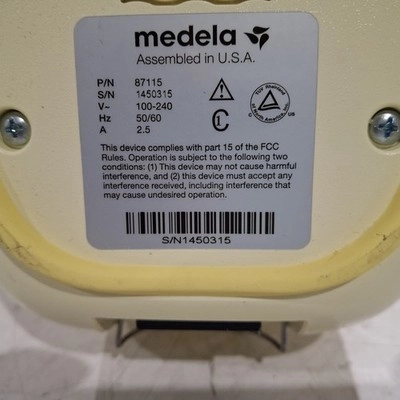 medela
Assembled in U.S.A.
P/N 87115
S/N 1450315
V~ 100-240
Hz 50/60
A 2.5
This device complies with part 15 of the FCC
Rules. Operation is subject to the following two
conditions: (1) This device may not cause harmful
interference, and (2) this device must accept any
interference received, including interference that
may cause undesired operation.
S/N1450315